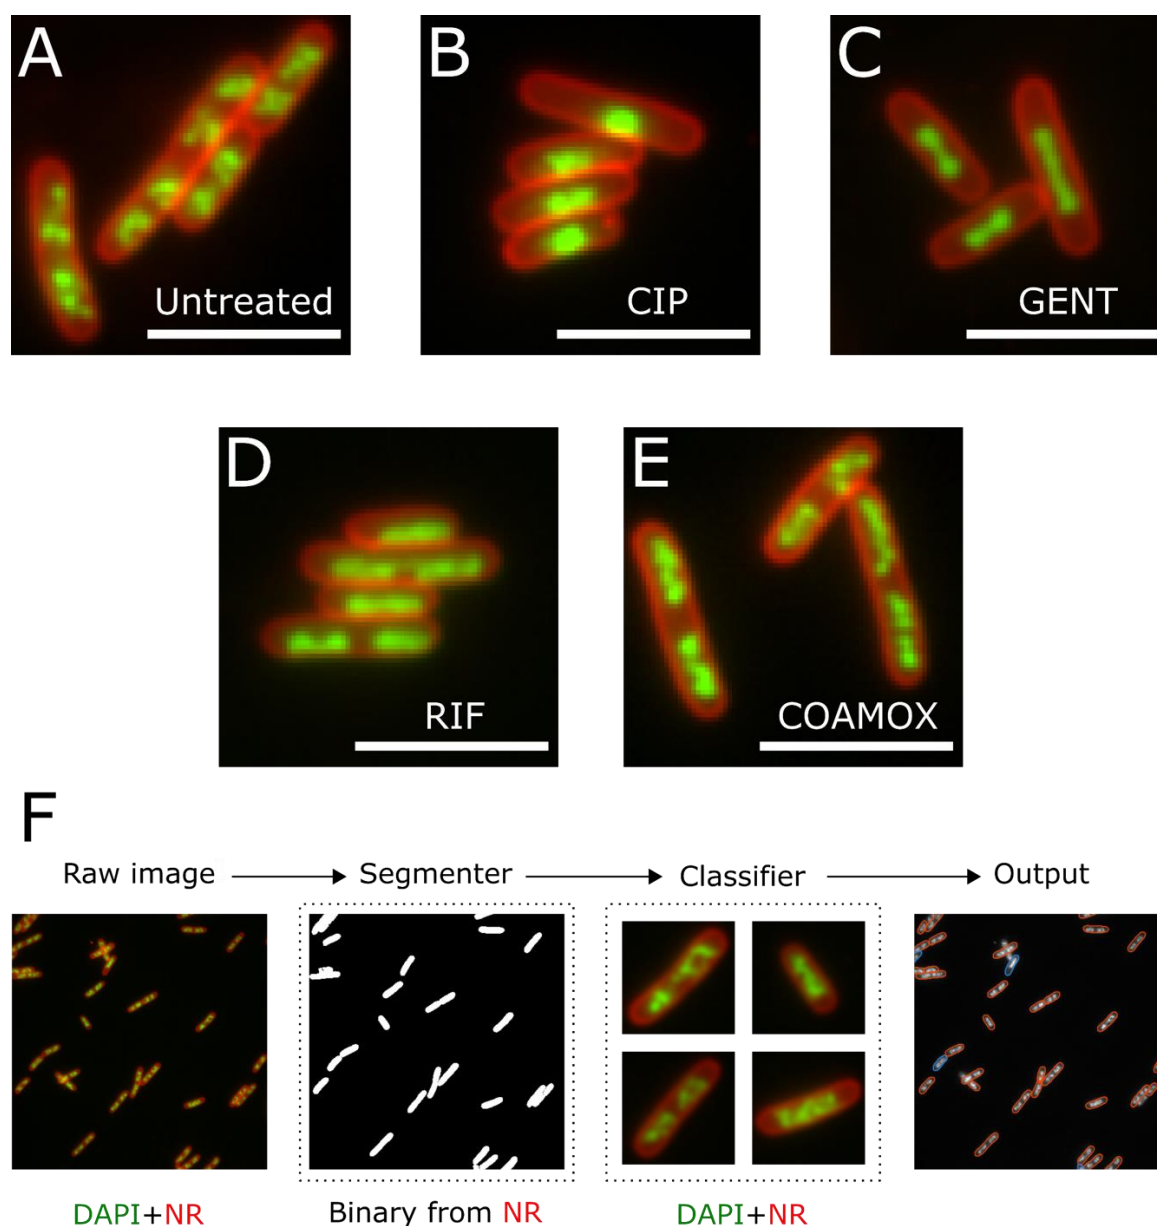 A
Untreated
B
CIP
C
GENT
D
RIF
E
COAMOX
F
Raw image
Segmenter
Classifier
Output
DAPI+NR
Binary from NR
DAPI+NR